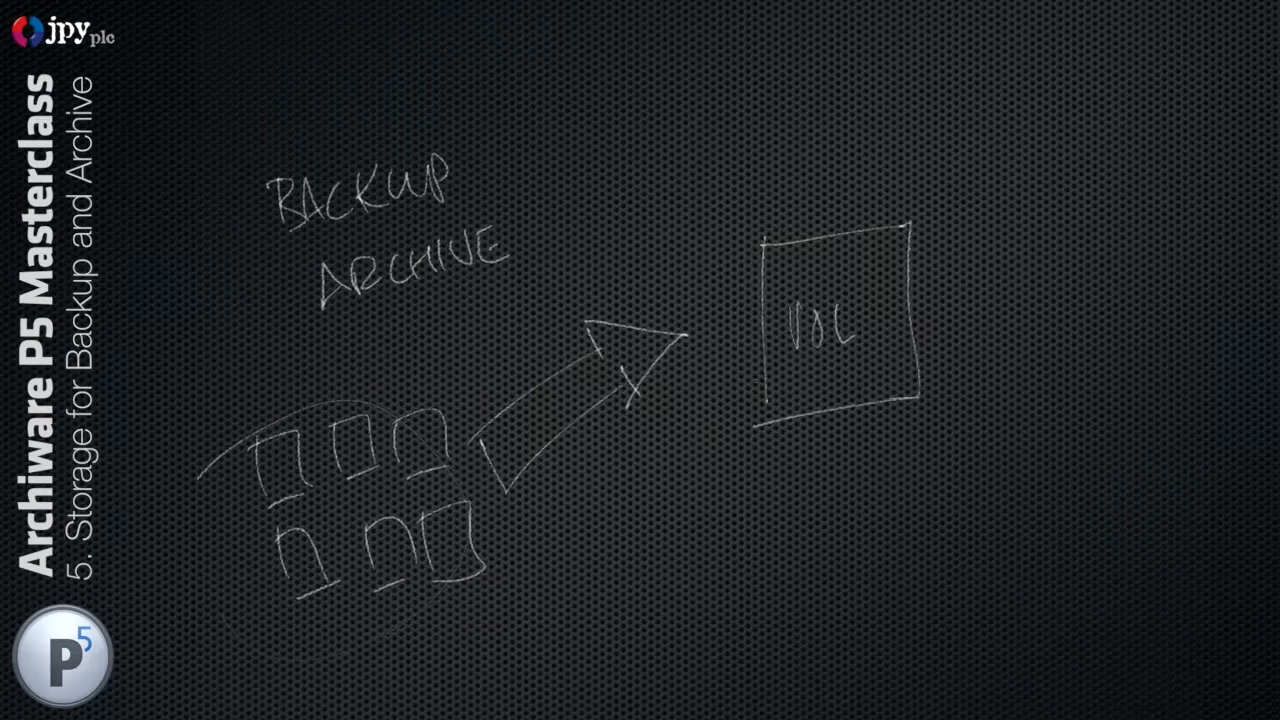 jpy plc
Archiware P5 Masterclass
5. Storage for Backup and Archive
BACKUP
ARCHIVE
VOL
P5